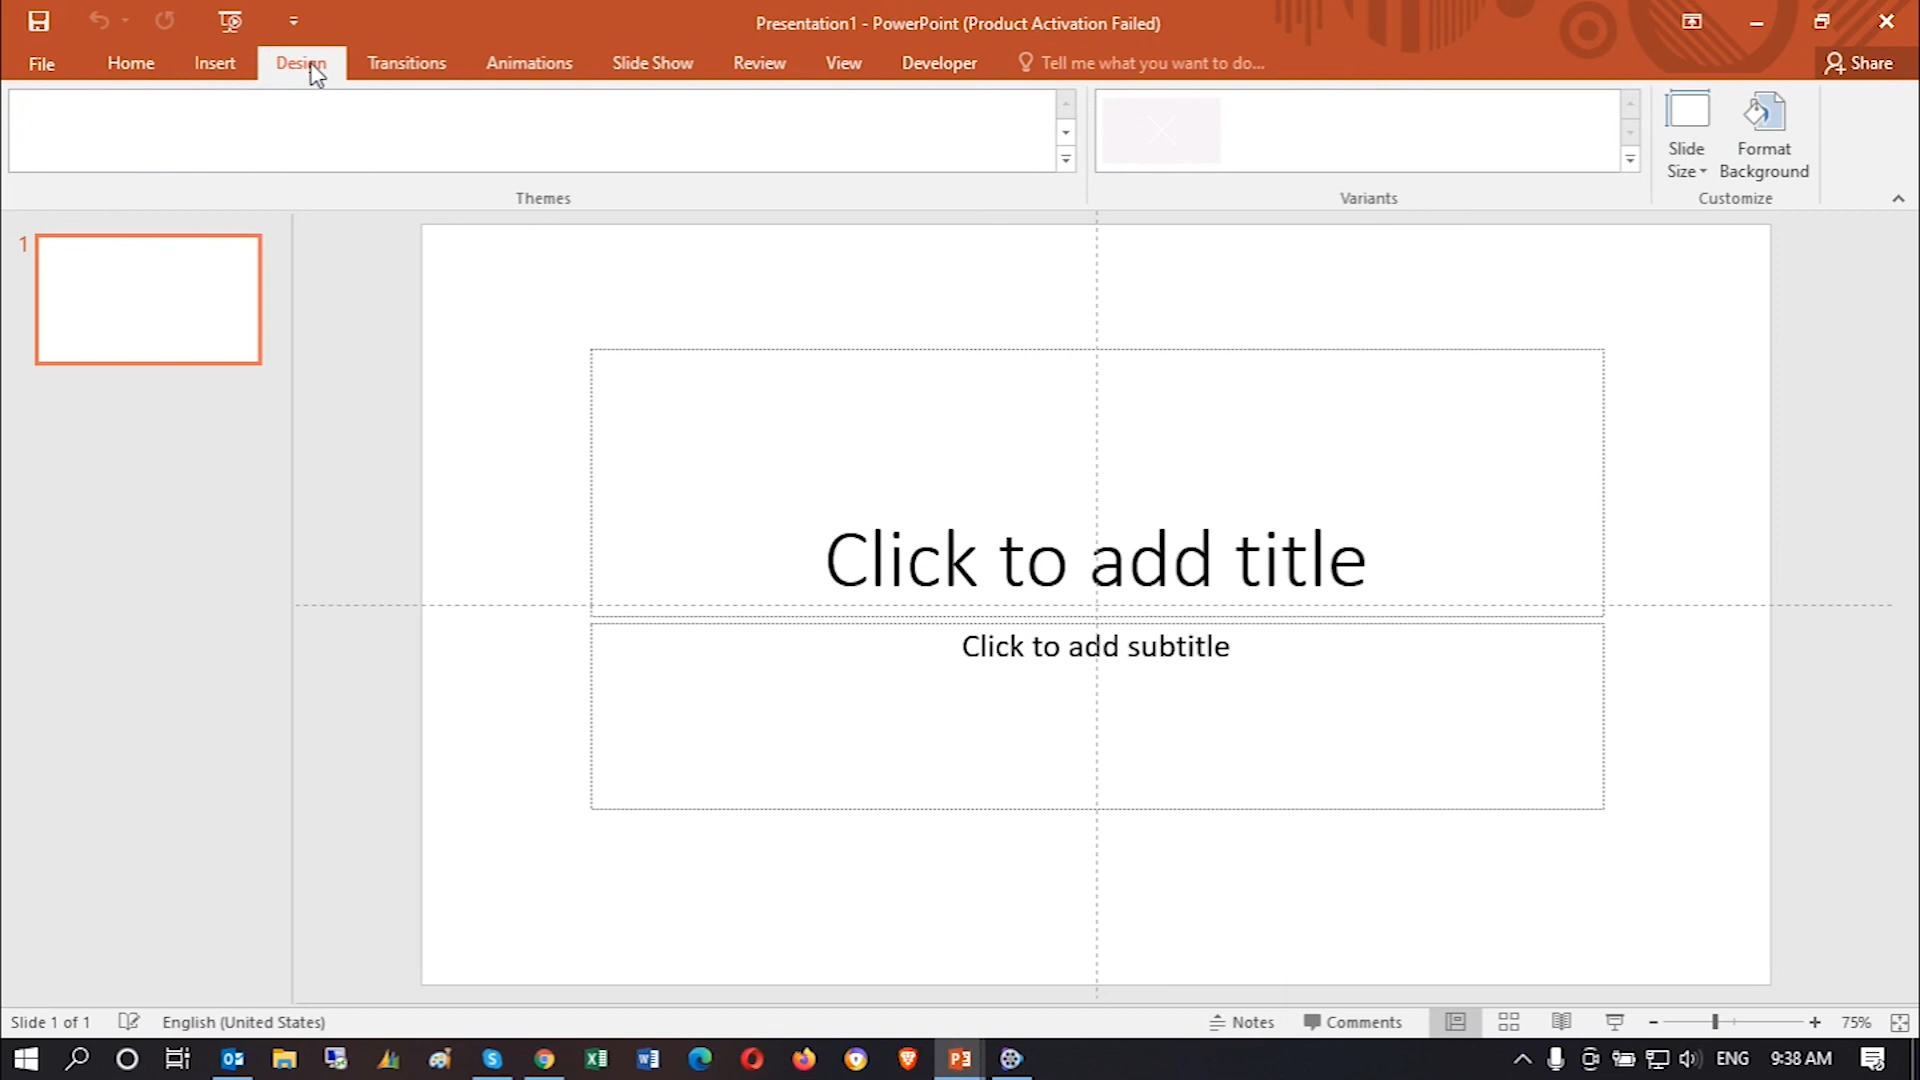 Presentation1 - PowerPoint (Product Activation Failed)
File Home Insert Design Transitions Animations Slide Show Review View Developer Tell me what you want to do... Share
Slide Size
Format Background
Themes Variants Customize
1
Click to add title
Click to add subtitle
Slide 1 of 1 English (United States) Notes Comments 75%
ENG 9:38 AM